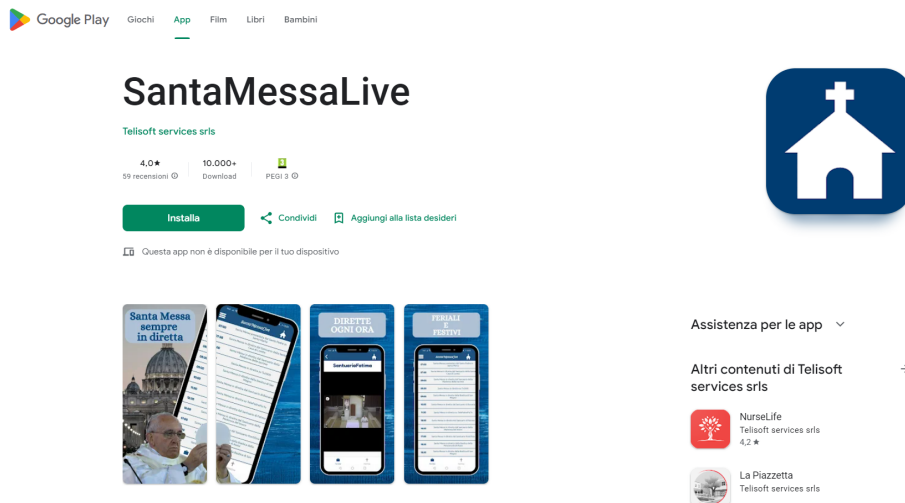 Google Play
Giochi
App
Film
Libri
Bambini
SantaMessaLive
Telisoft services srls
4,0★
59 recensioni
10.000+
Download
PEGI 3
Installa
Condividi
Aggiungi alla lista desideri
Questa app non è disponibile per il tuo dispositivo
Santa Messa
sempre
in diretta
SantaMessaLive
DIRETTE
OGNI ORA
SantuarioFatima
FERIALI
E
FESTIVI
SantaMessaLive
Assistenza per le app
Altri contenuti di Telisoft
services srls
NurseLife
Telisoft services srls
4,2 ★
La Piazzetta
Telisoft services srls